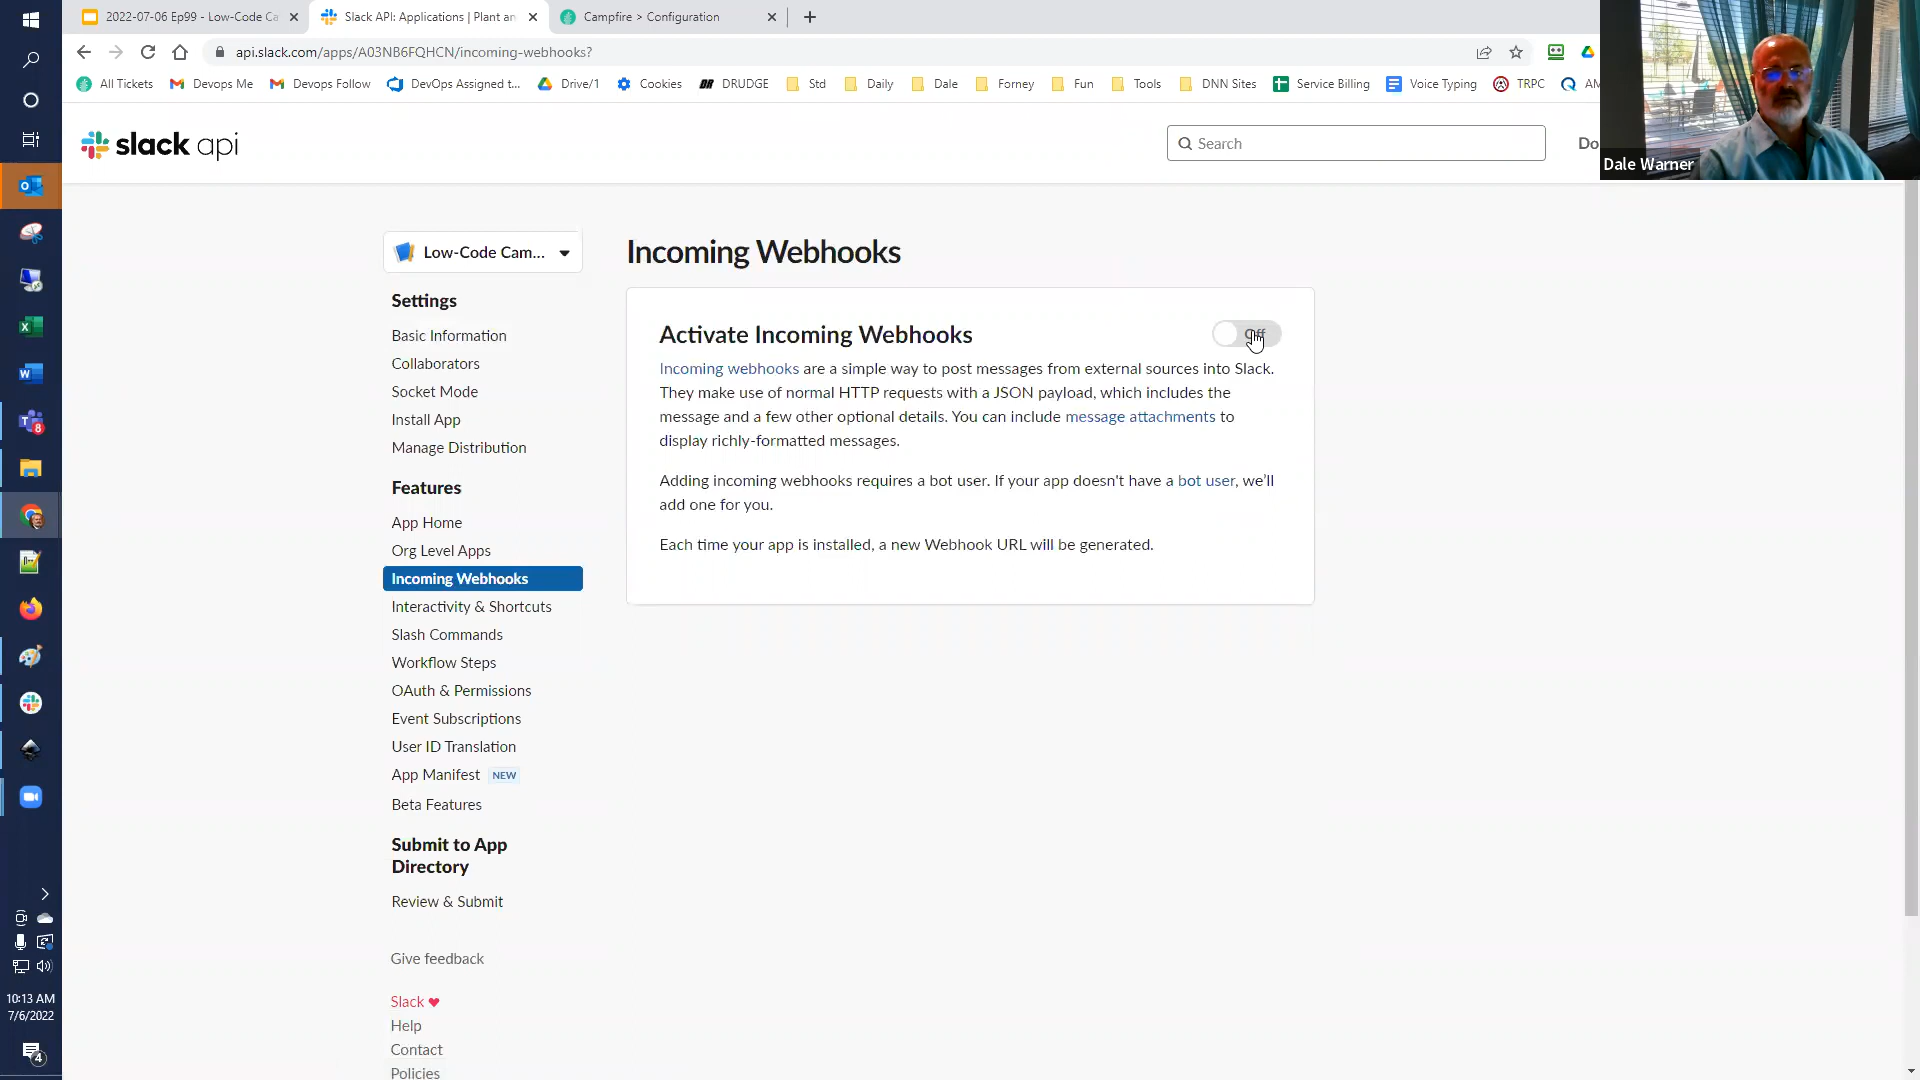 2022-07-06 Ep99 - Low-Code Ca
Slack API: Applications | Plant an
Campfire > Configuration
api.slack.com/apps/A03NB6FQHCN/incoming-webhooks?
All Tickets
Devops Me
Devops Follow
DevOps Assigned t...
Drive/1
Cookies
DRUDGE
Std
Daily
Dale
Forney
Fun
Tools
DNN Sites
Service Billing
Voice Typing
TRPC
AM
slack api
Search
Do
Dale Warner
Low-Code Cam...
Settings
Basic Information
Collaborators
Socket Mode
Install App
Manage Distribution
Features
App Home
Org Level Apps
Incoming Webhooks
Interactivity & Shortcuts
Slash Commands
Workflow Steps
OAuth & Permissions
Event Subscriptions
User ID Translation
App Manifest NEW
Beta Features
Submit to App
Directory
Review & Submit
Give feedback
Slack ♥
Help
Contact
Policies
Incoming Webhooks
Activate Incoming Webhooks
Off
Incoming webhooks are a simple way to post messages from external sources into Slack.
They make use of normal HTTP requests with a JSON payload, which includes the
message and a few other optional details. You can include message attachments to
display richly-formatted messages.
Adding incoming webhooks requires a bot user. If your app doesn't have a bot user, we'll
add one for you.
Each time your app is installed, a new Webhook URL will be generated.
8
10:13 AM
7/6/2022
4